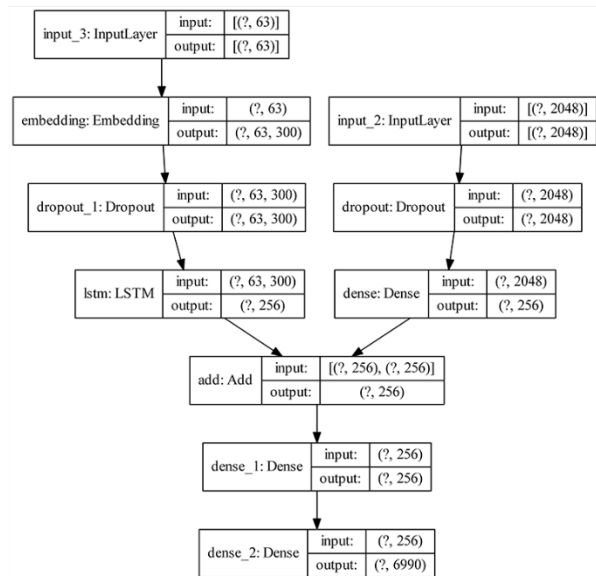 input_3: InputLayer
input: [(?, 63)]
output: [(?, 63)]
embedding: Embedding
input: (?, 63)
output: (?, 63, 300)
input_2: InputLayer
input: [(?, 2048)]
output: [(?, 2048)]
dropout_1: Dropout
input: (?, 63, 300)
output: (?, 63, 300)
dropout: Dropout
input: (?, 2048)
output: (?, 2048)
lstm: LSTM
input: (?, 63, 300)
output: (?, 256)
dense: Dense
input: (?, 2048)
output: (?, 256)
add: Add
input: [(?, 256), (?, 256)]
output: (?, 256)
dense_1: Dense
input: (?, 256)
output: (?, 256)
dense_2: Dense
input: (?, 256)
output: (?, 6990)